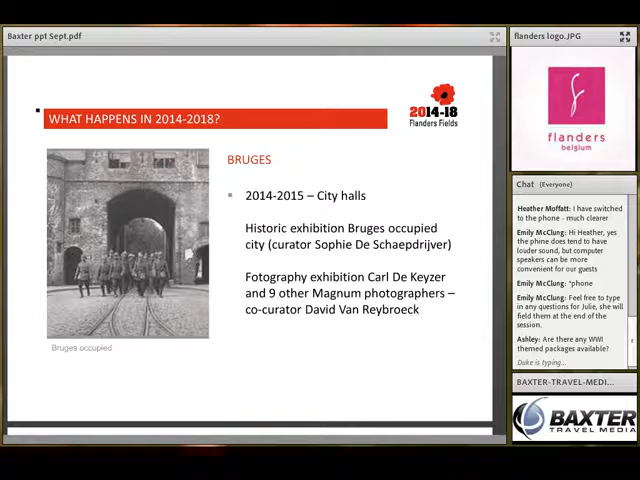 Baxter ppt Sept.pdf
WHAT HAPPENS IN 2014-2018?
2014-18
Flanders Fields
BRUGES
2014-2015 – City halls
Historic exhibition Bruges occupied
city (curator Sophie De Schaepdrijver)
Fotography exhibition Carl De Keyzer
and 9 other Magnum photographers –
co-curator David Van Reybroeck
Bruges occupied
flanders logo.JPG
flanders
belgium
Chat (Everyone)
Heather Moffatt: I have switched
to the phone - much clearer
Emily McClung: Hi Heather, yes
the phine does tend to have
louder sound, but computer
speakers can be more
convenient for our guests
Emily McClung: *phone
Emily McClung: Feel free to type
in any questions for Julie, she will
field them at the end of the
session.
Ashley: Are there any WWI
themed packages available?
Duke is typing...
BAXTER-TRAVEL-MEDI...
BAXTER
TRAVEL MEDIA